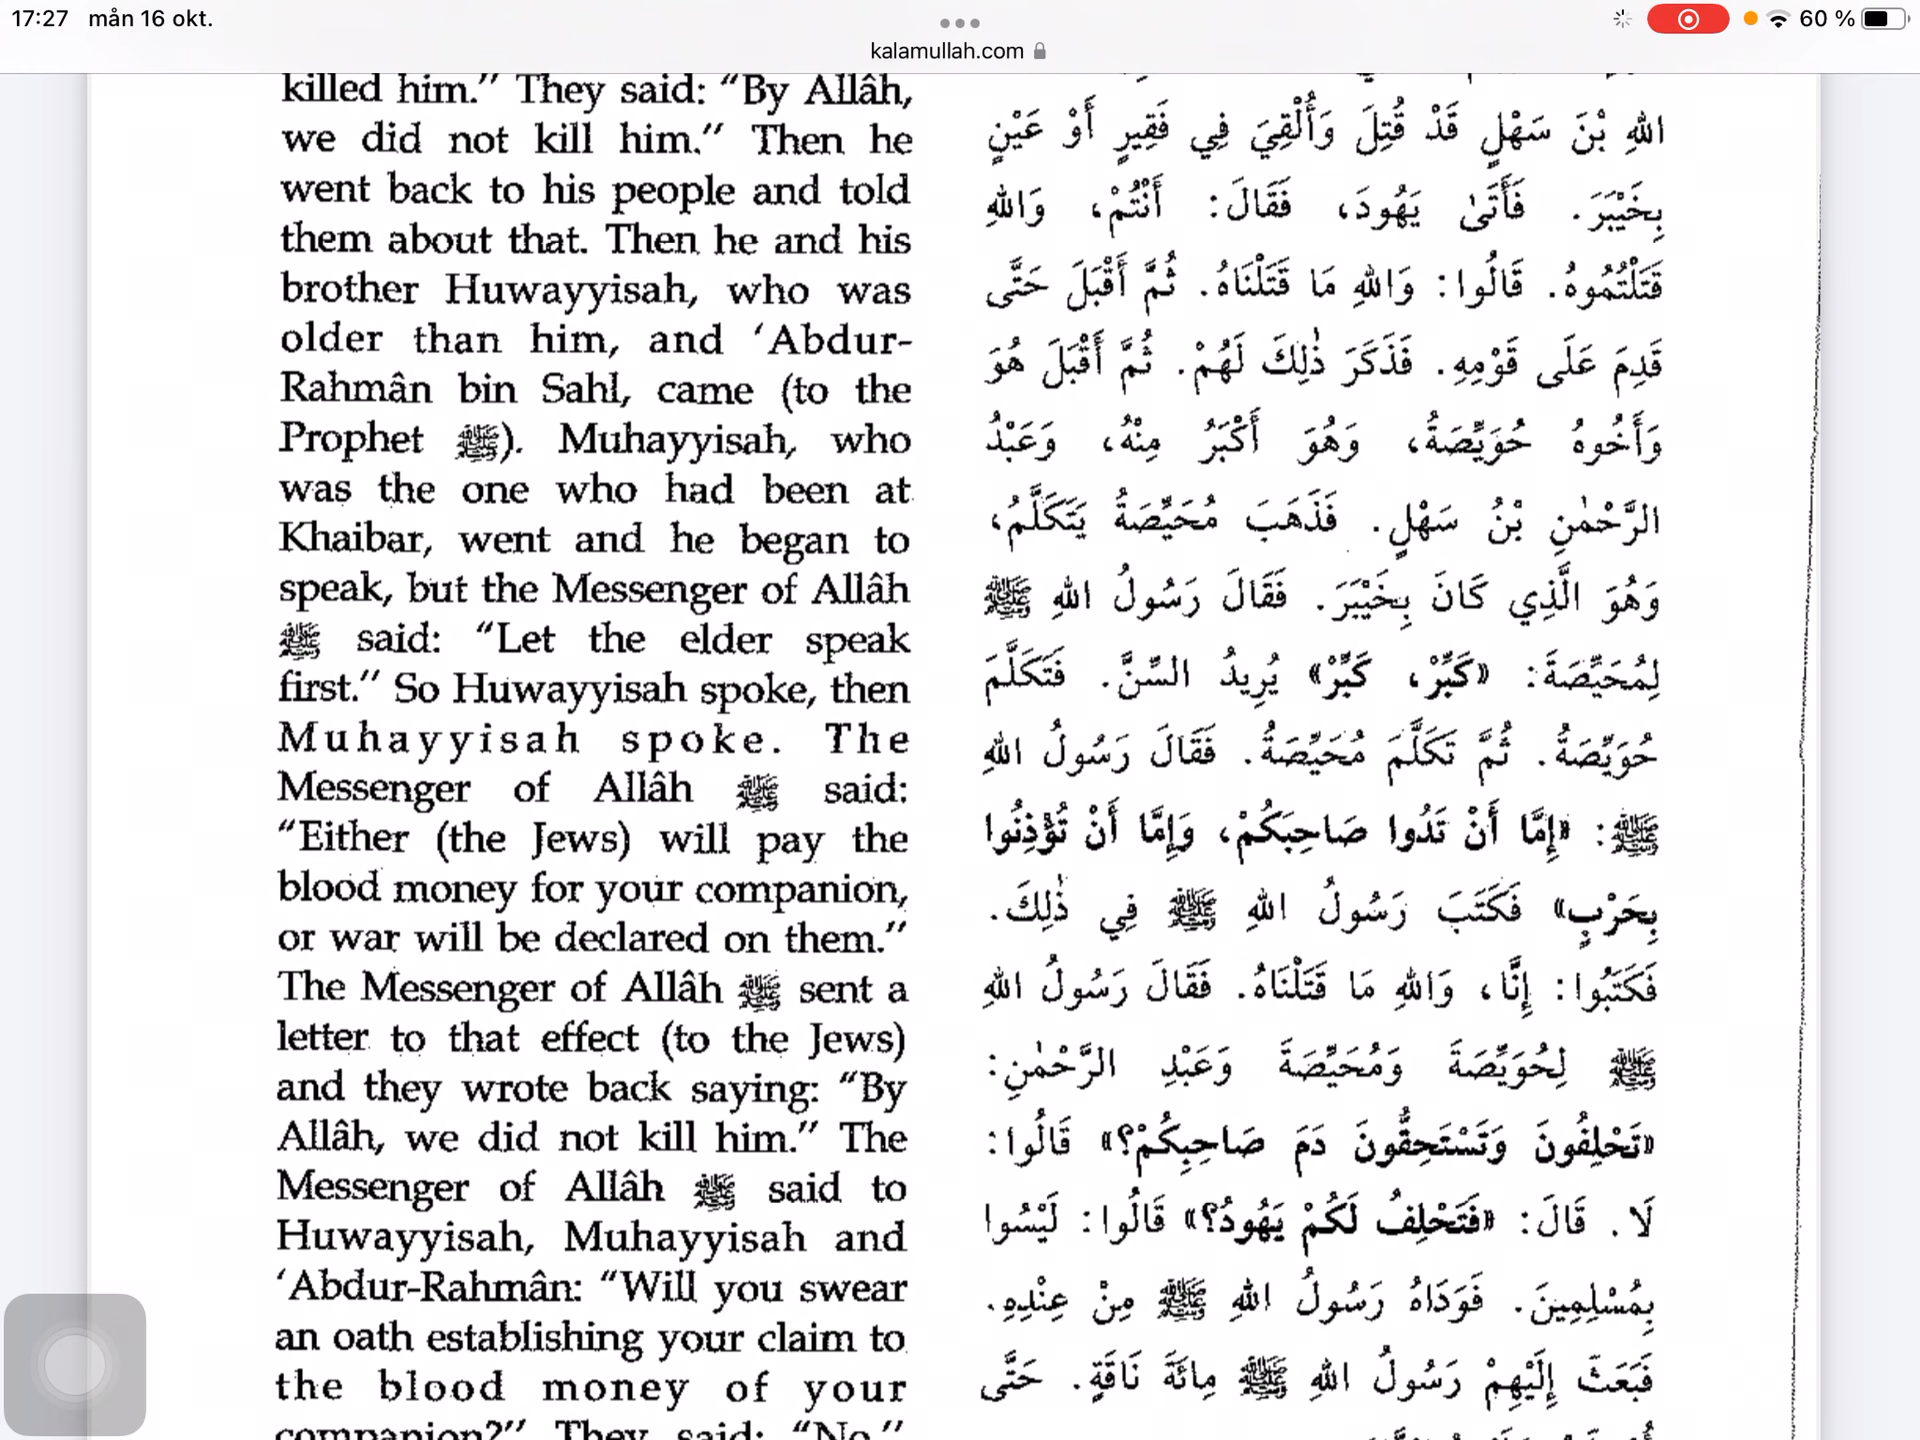 17:27 mån 16 okt.
60 %
kalamullah.com
killed him.” They said: “By Allâh,
we did not kill him.” Then he
went back to his people and told
them about that. Then he and his
brother Huwayyisah, who was
older than him, and ‘Abdur-
Rahmân bin Sahl, came (to the
Prophet ﷺ). Muhayyisah, who
was the one who had been at
Khaibar, went and he began to
speak, but the Messenger of Allâh
ﷺ said: “Let the elder speak
first.” So Huwayyisah spoke, then
Muhayyisah spoke. The
Messenger of Allâh ﷺ said:
“Either (the Jews) will pay the
blood money for your companion,
or war will be declared on them.”
The Messenger of Allâh ﷺ sent a
letter to that effect (to the Jews)
and they wrote back saying: “By
Allâh, we did not kill him.” The
Messenger of Allâh ﷺ said to
Huwayyisah, Muhayyisah and
‘Abdur-Rahmân: “Will you swear
an oath establishing your claim to
the blood money of your
companion?” They said: “No.”
اللهِ بْنَ سَهْلٍ قَدْ قُتِلَ وَأُلْقِيَ فِي فَقِيرٍ أَوْ عَيْنٍ
بِخَيْبَرَ. فَأَتَىٰ يَهُودَ، فَقَالَ: أَنْتُمْ، وَاللهِ
قَتَلْتُمُوهُ. قَالُوا: وَاللهِ مَا قَتَلْنَاهُ. ثُمَّ أَقْبَلَ حَتَّى
قَدِمَ عَلَى قَوْمِهِ. فَذَكَرَ ذٰلِكَ لَهُمْ. ثُمَّ أَقْبَلَ هُوَ
وَأَخُوهُ حُوَيِّصَةُ، وَهُوَ أَكْبَرُ مِنْهُ، وَعَبْدُ
الرَّحْمٰنِ بْنُ سَهْلٍ. فَذَهَبَ مُحَيِّصَةُ يَتَكَلَّمُ،
وَهُوَ الَّذِي كَانَ بِخَيْبَرَ. فَقَالَ رَسُولُ اللهِ ﷺ
لِمُحَيِّصَةَ: «كَبِّرْ، كَبِّرْ» يُرِيدُ السِّنَّ. فَتَكَلَّمَ
حُوَيِّصَةُ. ثُمَّ تَكَلَّمَ مُحَيِّصَةُ. فَقَالَ رَسُولُ اللهِ
ﷺ: «إِمَّا أَنْ تَدُوا صَاحِبَكُمْ، وَإِمَّا أَنْ تُؤْذِنُوا
بِحَرْبٍ» فَكَتَبَ رَسُولُ اللهِ ﷺ فِي ذٰلِكَ.
فَكَتَبُوا: إِنَّا، وَاللهِ مَا قَتَلْنَاهُ. فَقَالَ رَسُولُ اللهِ
ﷺ لِحُوَيِّصَةَ وَمُحَيِّصَةَ وَعَبْدِ الرَّحْمٰنِ:
«تَحْلِفُونَ وَتَسْتَحِقُّونَ دَمَ صَاحِبِكُمْ؟» قَالُوا:
لَا. قَالَ: «فَتَحْلِفُ لَكُمْ يَهُودُ؟» قَالُوا: لَيْسُوا
بِمُسْلِمِينَ. فَوَدَاهُ رَسُولُ اللهِ ﷺ مِنْ عِنْدِهِ.
فَبَعَثَ إِلَيْهِمْ رَسُولُ اللهِ ﷺ مِائَةَ نَاقَةٍ. حَتَّى